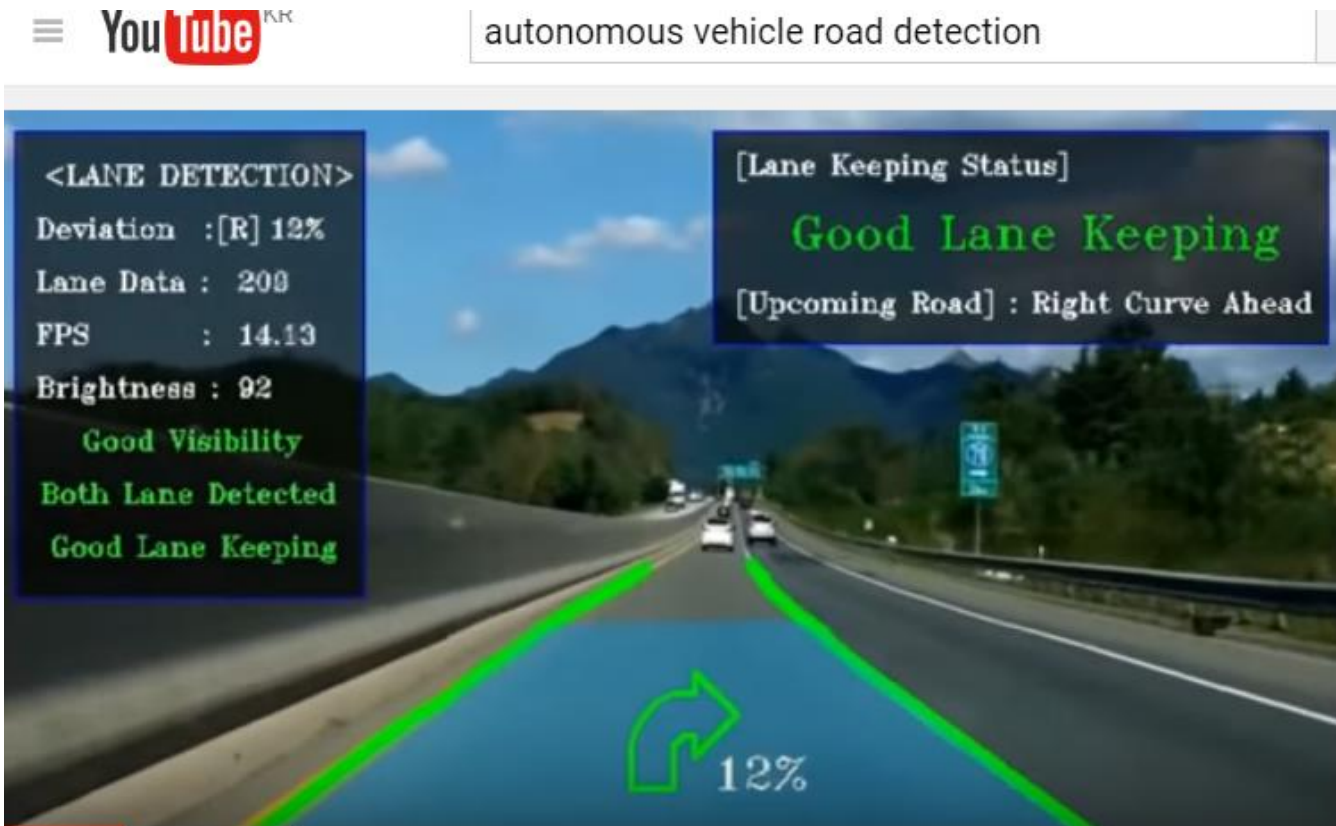 YouTube KR
autonomous vehicle road detection
<LANE DETECTION>
Deviation :[R] 12%
Lane Data :
FPS : 14.13
Brightness : 92
Good Visibility
Both Lane Detected
Good Lane Keeping
[Lane Keeping Status]
Good Lane Keeping
[Upcoming Road] : Right Curve Ahead
12%